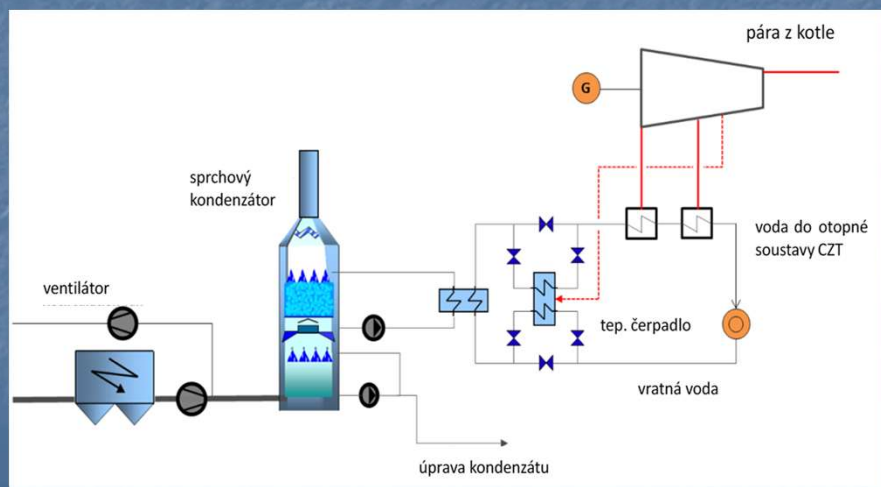 pára z kotle
G
sprchový
kondenzátor
voda do otopné
soustavy CZT
ventilátor
tep. čerpadlo
vratná voda
úprava kondenzátu